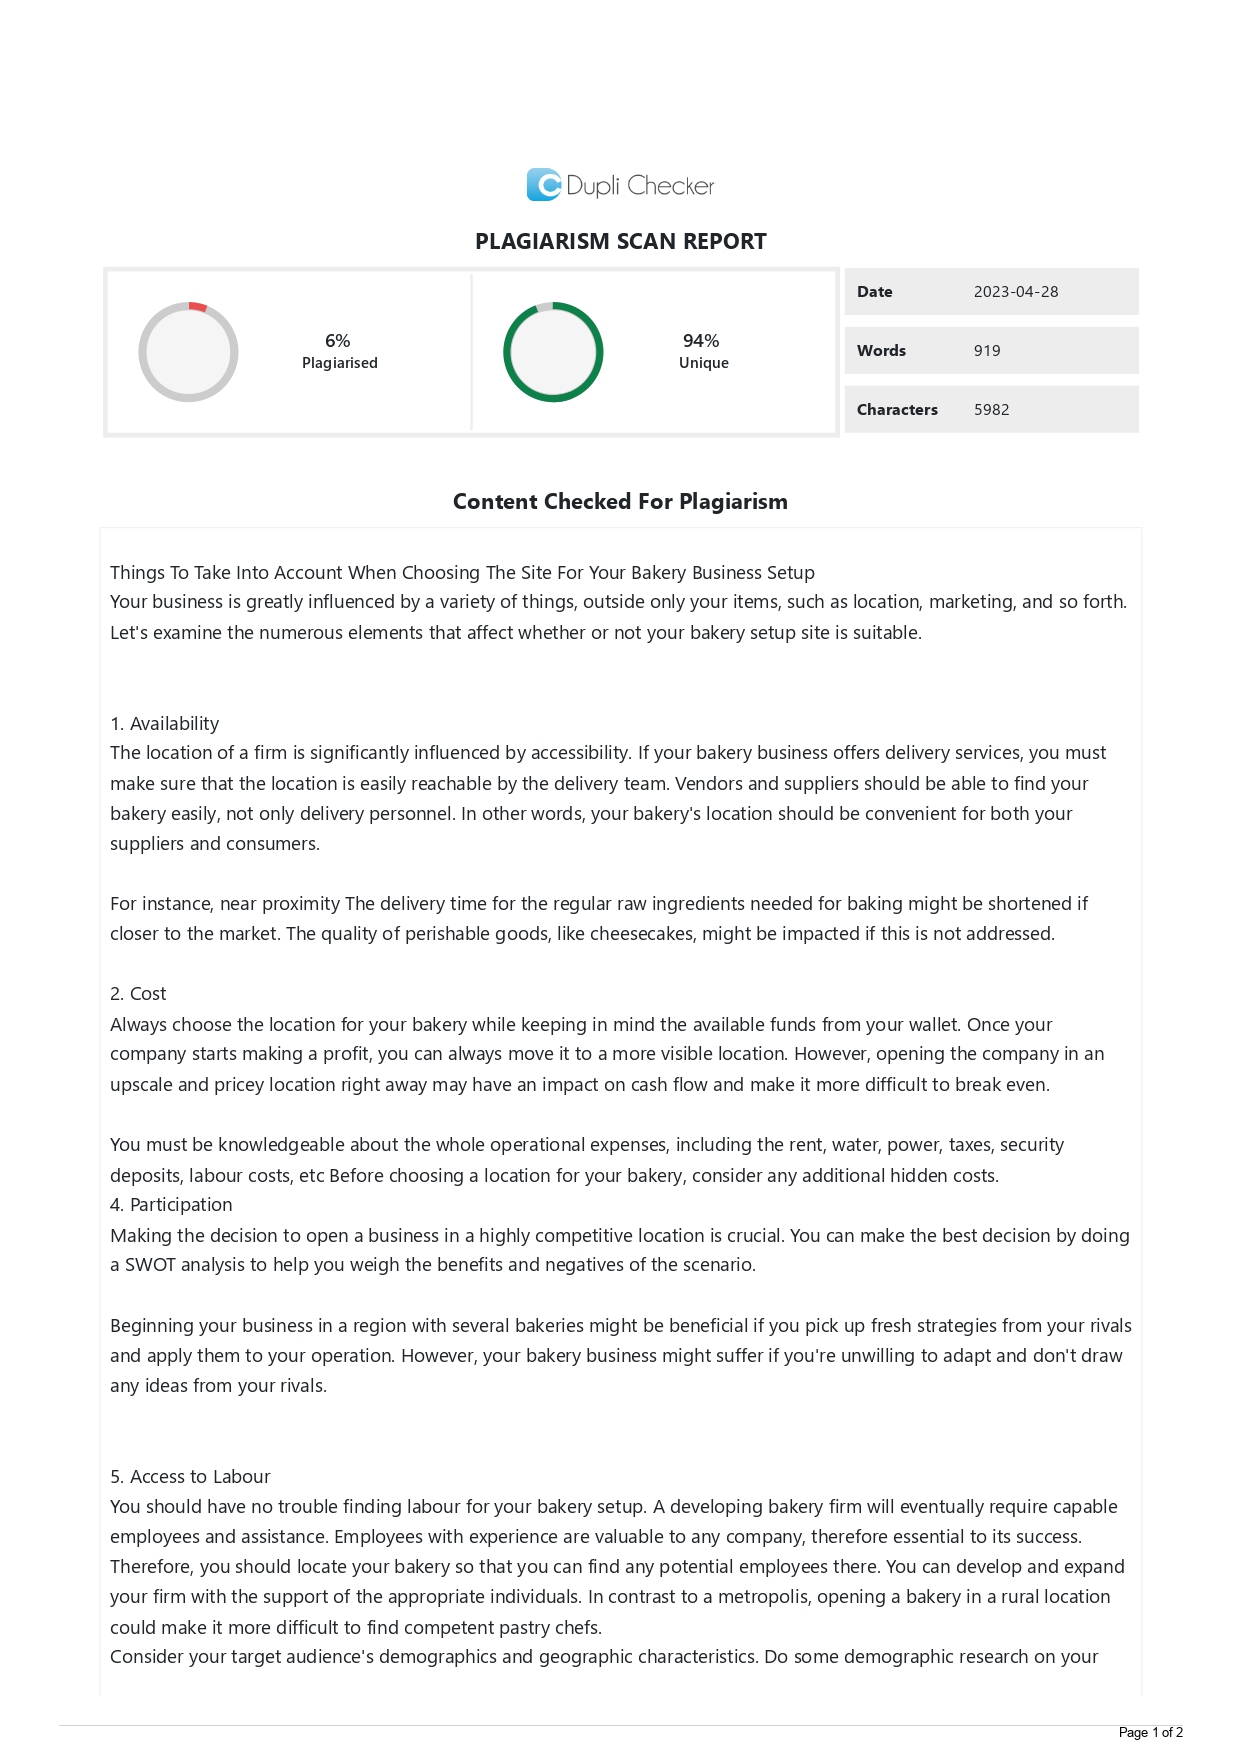 Dupli Checker
PLAGIARISM SCAN REPORT
6%
Plagiarised
94%
Unique
Date 2023-04-28
Words 919
Characters 5982
Content Checked For Plagiarism
Things To Take Into Account When Choosing The Site For Your Bakery Business Setup
Your business is greatly influenced by a variety of things, outside only your items, such as location, marketing, and so forth.
Let's examine the numerous elements that affect whether or not your bakery setup site is suitable.
1. Availability
The location of a firm is significantly influenced by accessibility. If your bakery business offers delivery services, you must
make sure that the location is easily reachable by the delivery team. Vendors and suppliers should be able to find your
bakery easily, not only delivery personnel. In other words, your bakery's location should be convenient for both your
suppliers and consumers.
For instance, near proximity The delivery time for the regular raw ingredients needed for baking might be shortened if
closer to the market. The quality of perishable goods, like cheesecakes, might be impacted if this is not addressed.
2. Cost
Always choose the location for your bakery while keeping in mind the available funds from your wallet. Once your
company starts making a profit, you can always move it to a more visible location. However, opening the company in an
upscale and pricey location right away may have an impact on cash flow and make it more difficult to break even.
You must be knowledgeable about the whole operational expenses, including the rent, water, power, taxes, security
deposits, labour costs, etc Before choosing a location for your bakery, consider any additional hidden costs.
4. Participation
Making the decision to open a business in a highly competitive location is crucial. You can make the best decision by doing
a SWOT analysis to help you weigh the benefits and negatives of the scenario.
Beginning your business in a region with several bakeries might be beneficial if you pick up fresh strategies from your rivals
and apply them to your operation. However, your bakery business might suffer if you're unwilling to adapt and don't draw
any ideas from your rivals.
5. Access to Labour
You should have no trouble finding labour for your bakery setup. A developing bakery firm will eventually require capable
employees and assistance. Employees with experience are valuable to any company, therefore essential to its success.
Therefore, you should locate your bakery so that you can find any potential employees there. You can develop and expand
your firm with the support of the appropriate individuals. In contrast to a metropolis, opening a bakery in a rural location
could make it more difficult to find competent pastry chefs.
Consider your target audience's demographics and geographic characteristics. Do some demographic research on your
Page 1 of 2